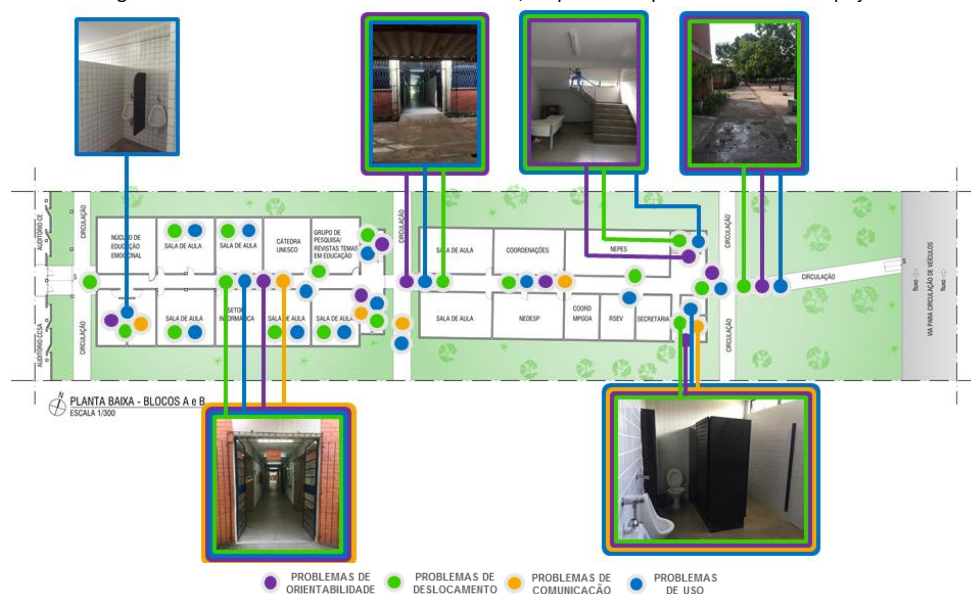 CIRCULAÇÃO
AUDITÓRIO CE
NÚCLEO DE
EDUCAÇÃO
EMOCIONAL
SALA DE AULA
SALA DE AULA
CÁTEDRA
UNESCO
GRUPO DE
PESQUISA/
REVISTAS TEMAS
EM EDUCAÇÃO
CIRCULAÇÃO
SALA DE AULA
COORDENAÇÕES
NEPES
CIRCULAÇÃO
CIRCULAÇÃO
fluxo
fluxo
VIA PARA CIRCULAÇÃO DE VEÍCULOS
AUDITÓRIO CCSA
CIRCULAÇÃO
SALA DE AULA
SETOR
INFORMÁTICA
SALA DE AULA
SALA DE AULA
SALA DE AULA
NEDESP
COORD
MPGOA
RSEV
SECRETARIA
CIRCULAÇÃO
N
PLANTA BAIXA - BLOCOS A e B
ESCALA 1/300
PROBLEMAS DE
ORIENTABILIDADE
PROBLEMAS DE
DESLOCAMENTO
PROBLEMAS DE
COMUNICAÇÃO
PROBLEMAS
DE USO